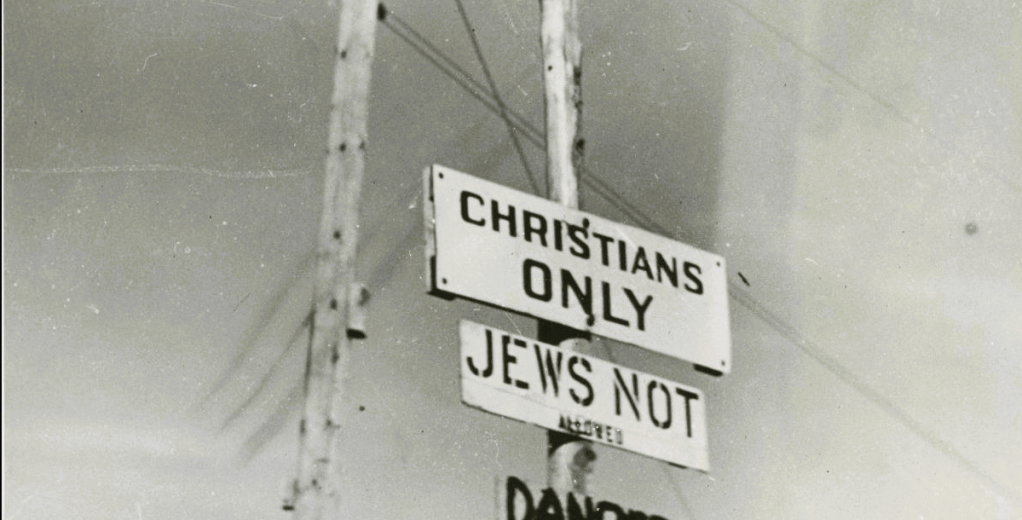 CHRISTIANS
ONLY
JEWS NOT
ALLOWED